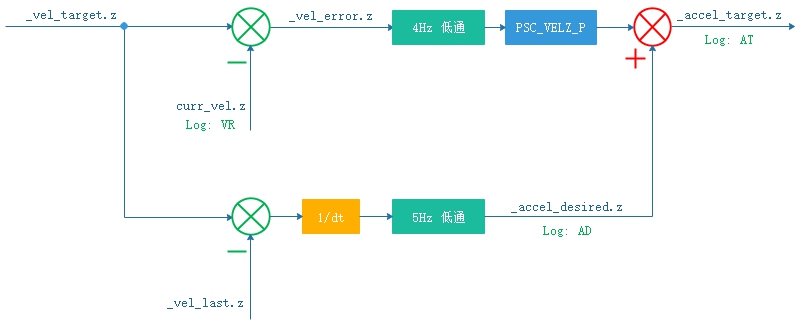 _vel_target.z
_vel_error.z
4Hz 低通
PSC_VELZ_P
_accel_target.z
Log: AT
curr_vel.z
Log: VR
1/dt
5Hz 低通
_accel_desired.z
Log: AD
_vel_last.z